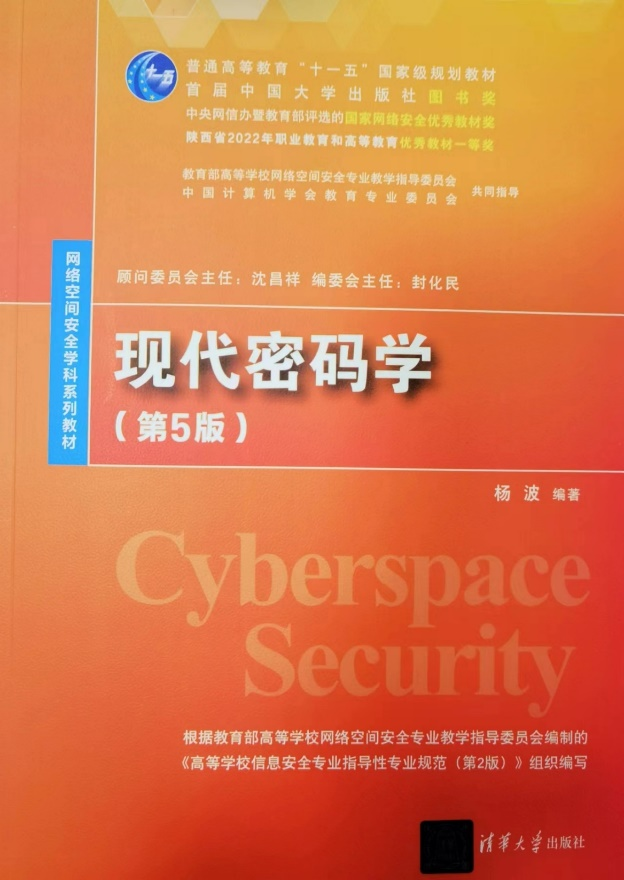 十一五
普通高等教育“十一五”国家级规划教材
首届中国大学出版社图书奖
中央网信办暨教育部评选的国家网络安全优秀教材奖
陕西省2022年职业教育和高等教育优秀教材一等奖
教育部高等学校网络空间安全专业教学指导委员会
中国计算机学会教育专业委员会
共同指导
顾问委员会主任：沈昌祥 编委会主任：封化民
网络空间安全学科系列教材
现代密码学
（第5版）
杨波 编著
Cyberspace
Security
根据教育部高等学校网络空间安全专业教学指导委员会编制的
《高等学校信息安全专业指导性专业规范（第2版）》组织编写
清华大学出版社